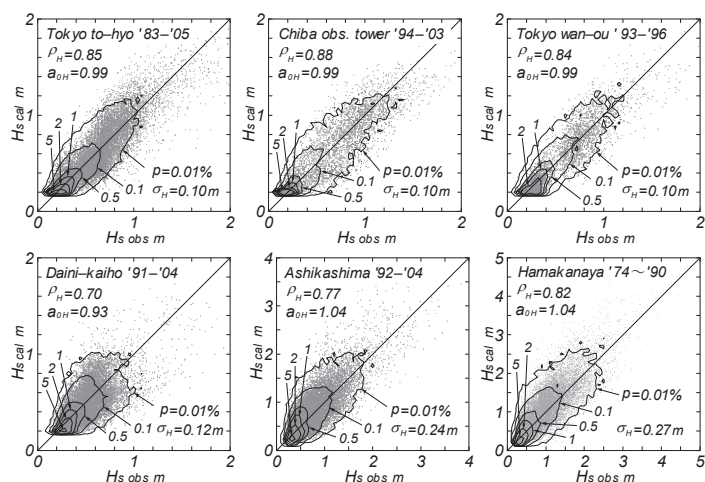 Tokyo to–hyo '83–'05
ρH=0.85
a0H=0.99
5 2 1
p=0.01%
0.1
0.5
σH=0.10m
Hs cal m
0 1 2
0 1 2
Hs obs m
Chiba obs. tower '94–'03
ρH=0.88
a0H=0.99
5 2 1
p=0.01%
0.1
0.5
σH=0.10m
Hs cal m
0 1 2
0 1 2
Hs obs m
Tokyo wan–ou '93–'96
ρH=0.84
a0H=0.99
5 2 1
p=0.01%
0.1
0.5
σH=0.10m
Hs cal m
0 1 2
0 1 2
Hs obs m
Daini–kaiho '91–'04
ρH=0.70
a0H=0.93
5 2 1
p=0.01%
0.1
0.5
σH=0.12m
Hs cal m
0 1 2
0 1 2
Hs obs m
Ashikashima '92–'04
ρH=0.77
a0H=1.04
5 2 1
p=0.01%
0.1
0.5
σH=0.24m
Hs cal m
0 1 2 3 4
0 1 2 3 4
Hs obs m
Hamakanaya '74~'90
ρH=0.82
a0H=1.04
5 2
p=0.01%
0.1
0.5
1
σH=0.27m
Hs cal m
0 1 2 3 4 5
0 1 2 3 4 5
Hs obs m